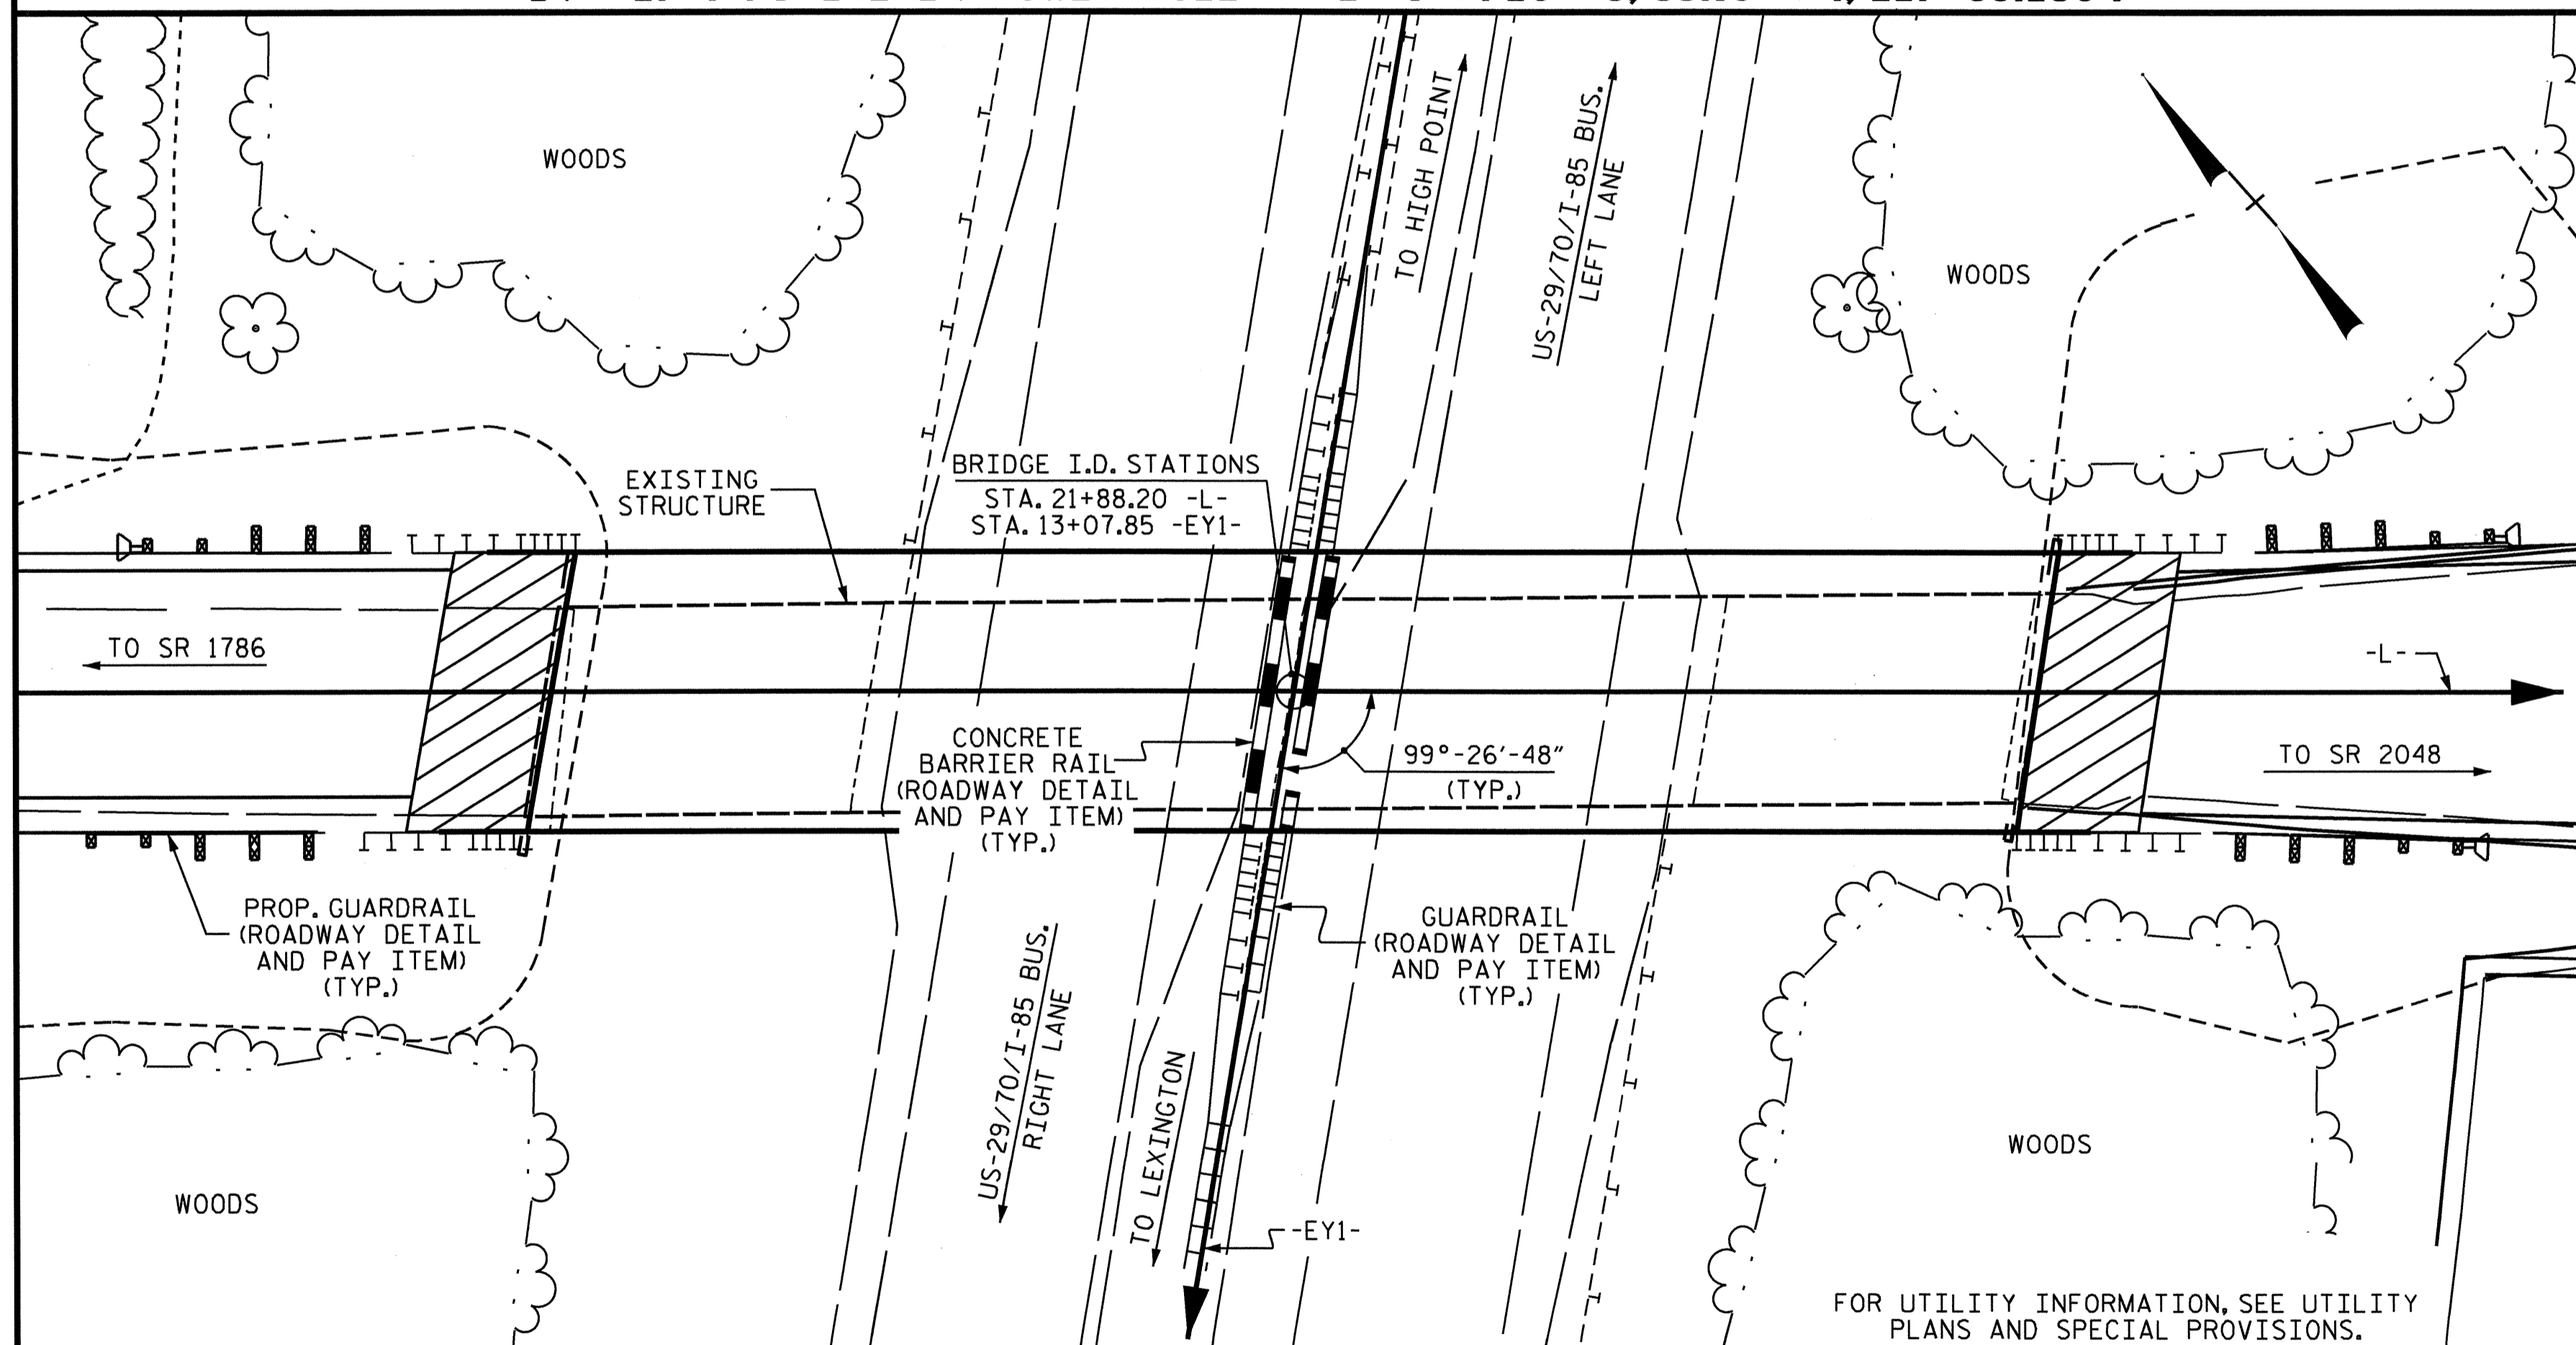 WOODS
TO HIGH POINT
US-29/70/I-85 BUS.
LEFT LANE
WOODS
EXISTING
STRUCTURE
BRIDGE I.D. STATIONS
STA. 21+88.20 -L-
STA. 13+07.85 -EY1-
TO SR 1786
-L-
CONCRETE
BARRIER RAIL
(ROADWAY DETAIL
AND PAY ITEM)
(TYP.)
99°-26'-48"
(TYP.)
TO SR 2048
PROP. GUARDRAIL
(ROADWAY DETAIL
AND PAY ITEM)
(TYP.)
GUARDRAIL
(ROADWAY DETAIL
AND PAY ITEM)
(TYP.)
US-29/70/I-85 BUS.
RIGHT LANE
TO LEXINGTON
WOODS
WOODS
-EY1-
FOR UTILITY INFORMATION, SEE UTILITY
PLANS AND SPECIAL PROVISIONS.